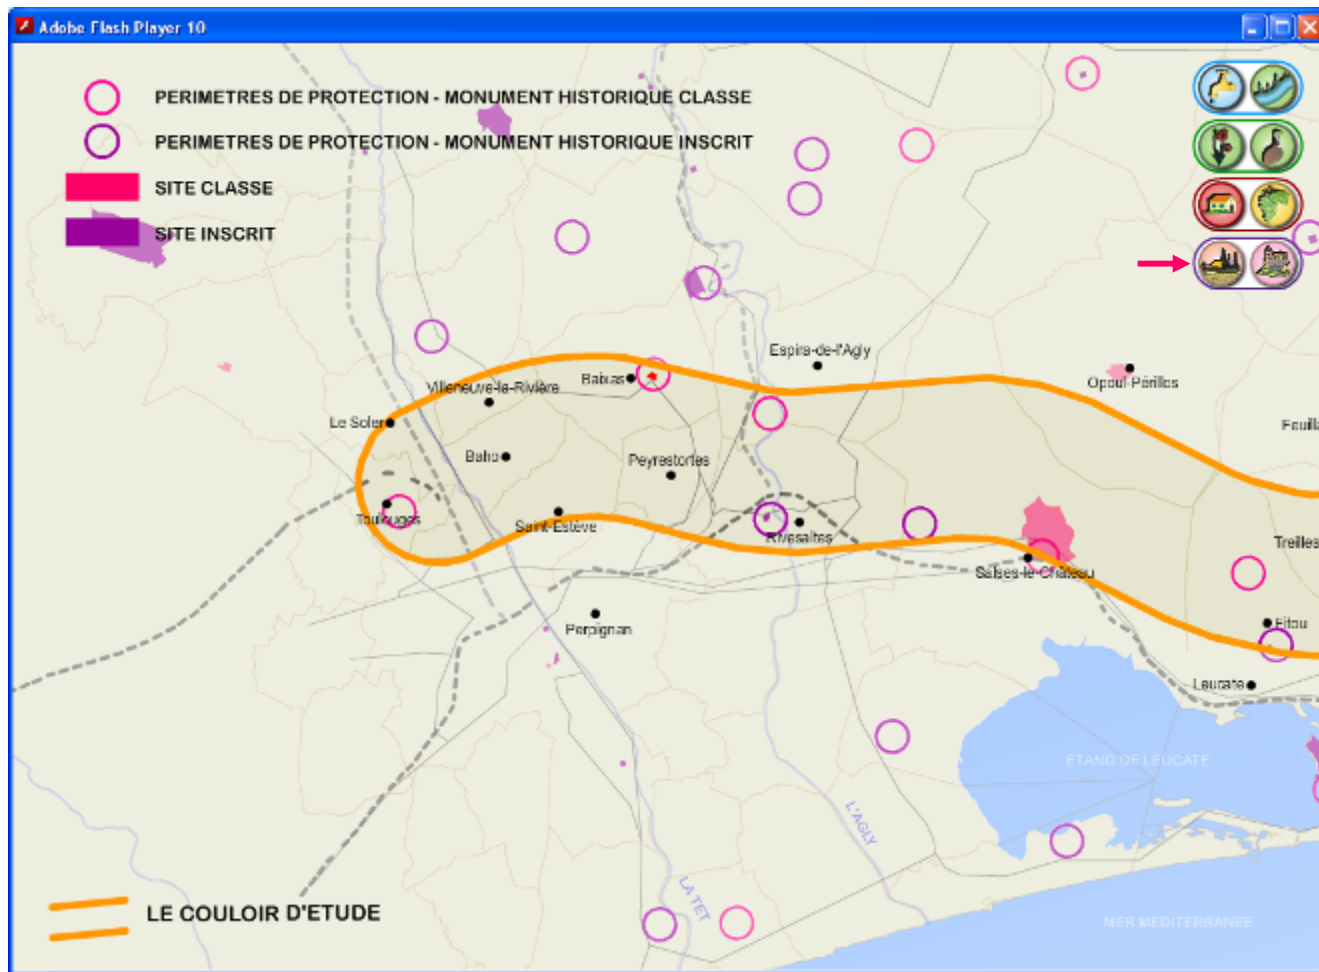 Adobe Flash Player 10
PERIMETRES DE PROTECTION - MONUMENT HISTORIQUE CLASSE
PERIMETRES DE PROTECTION - MONUMENT HISTORIQUE INSCRIT
SITE CLASSE
SITE INSCRIT
Espira-de-l'Agly
Baixas
Opoul-Périllos
Villeneuve-la-Rivière
Le Soler
Feuilla
Baho
Peyrestortes
Toulouges
Saint-Estève
Rivesaltes
Treilles
Salses-le-Château
Fitou
Perpignan
Leucate
ETANG DE LEUCATE
L'AGLY
LA TET
LE COULOIR D'ETUDE
MER MEDITERRANEE